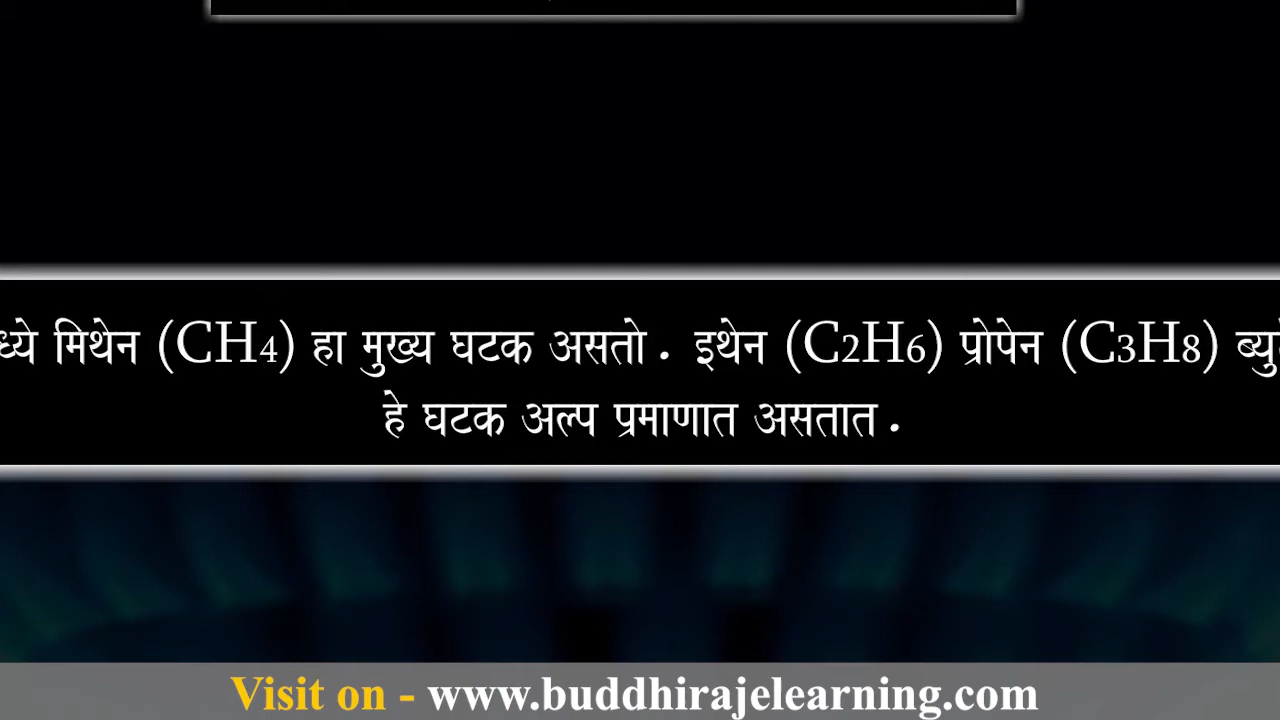 मिथेन (CH4) हा मुख्य घटक असतो. इथेन (C2H6) प्रोपेन (C3H8)
हे घटक अल्प प्रमाणात असतात.
Visit on - www.buddhirajelearning.com